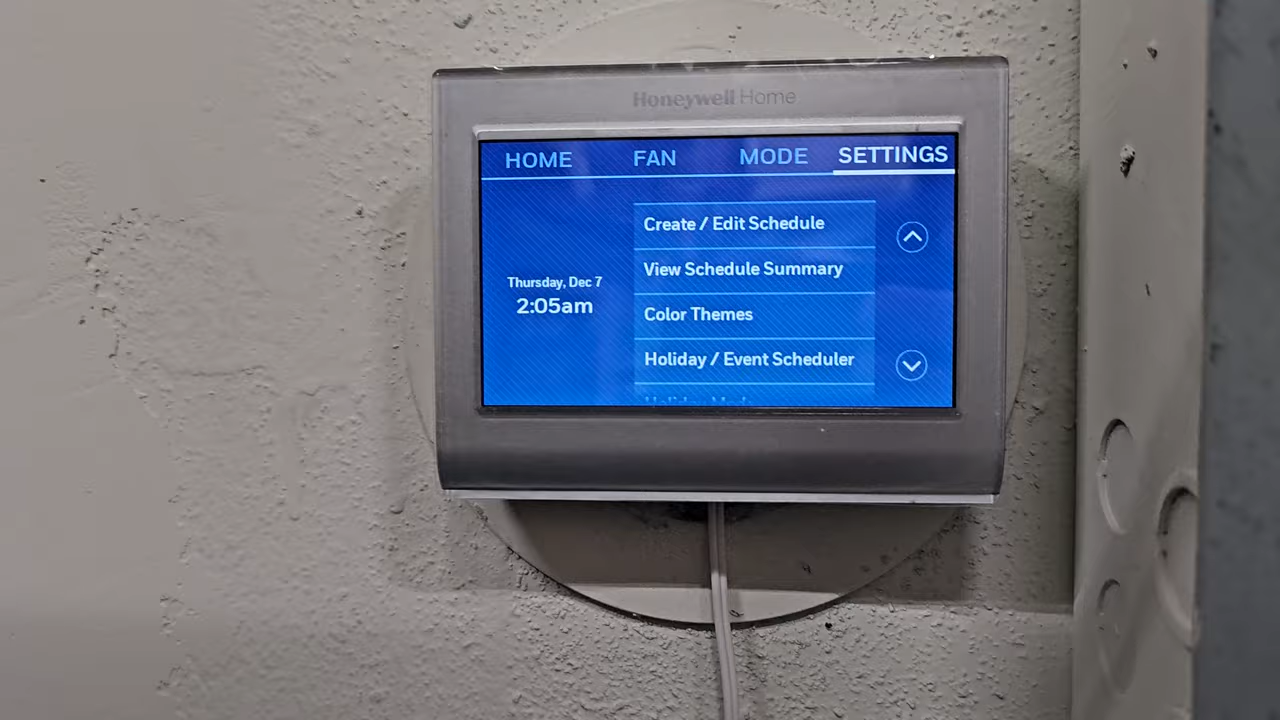 Honeywell Home
HOME FAN MODE SETTINGS
Create / Edit Schedule
View Schedule Summary
Thursday, Dec 7
2:05am
Color Themes
Holiday / Event Scheduler